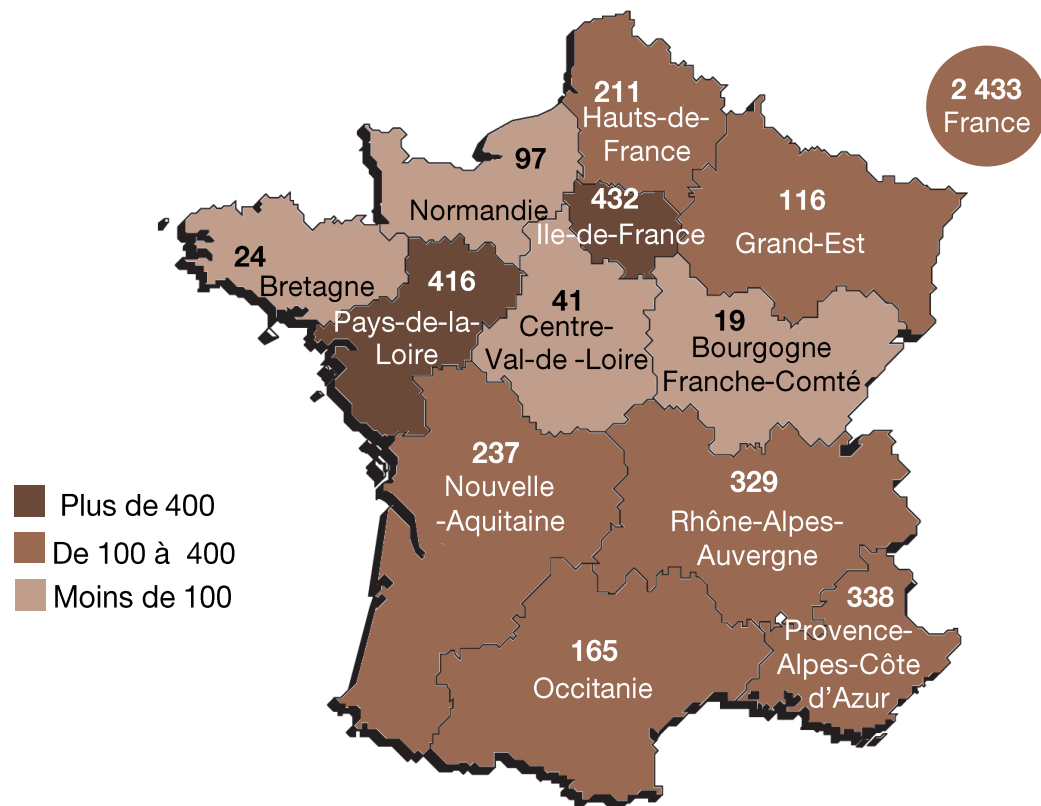 211
Hauts-de-
France
2 433
France
97
Normandie
432
Ile-de-France
116
Grand-Est
24
Bretagne
416
Pays-de-la-
Loire
41
Centre-
Val-de -Loire
19
Bourgogne
Franche-Comté
237
Nouvelle
-Aquitaine
329
Rhône-Alpes-
Auvergne
338
Provence-
Alpes-Côte
d’Azur
165
Occitanie
Plus de 400
De 100 à 400
Moins de 100